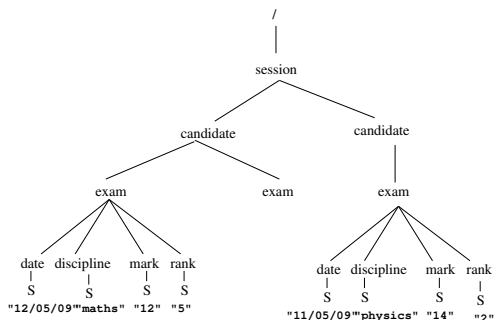 /
session
candidate candidate
exam exam exam
date discipline mark rank date discipline mark rank
S S S S S S S S
"12/05/09" "maths" "12" "5" "11/05/09" "physics" "14" "2"